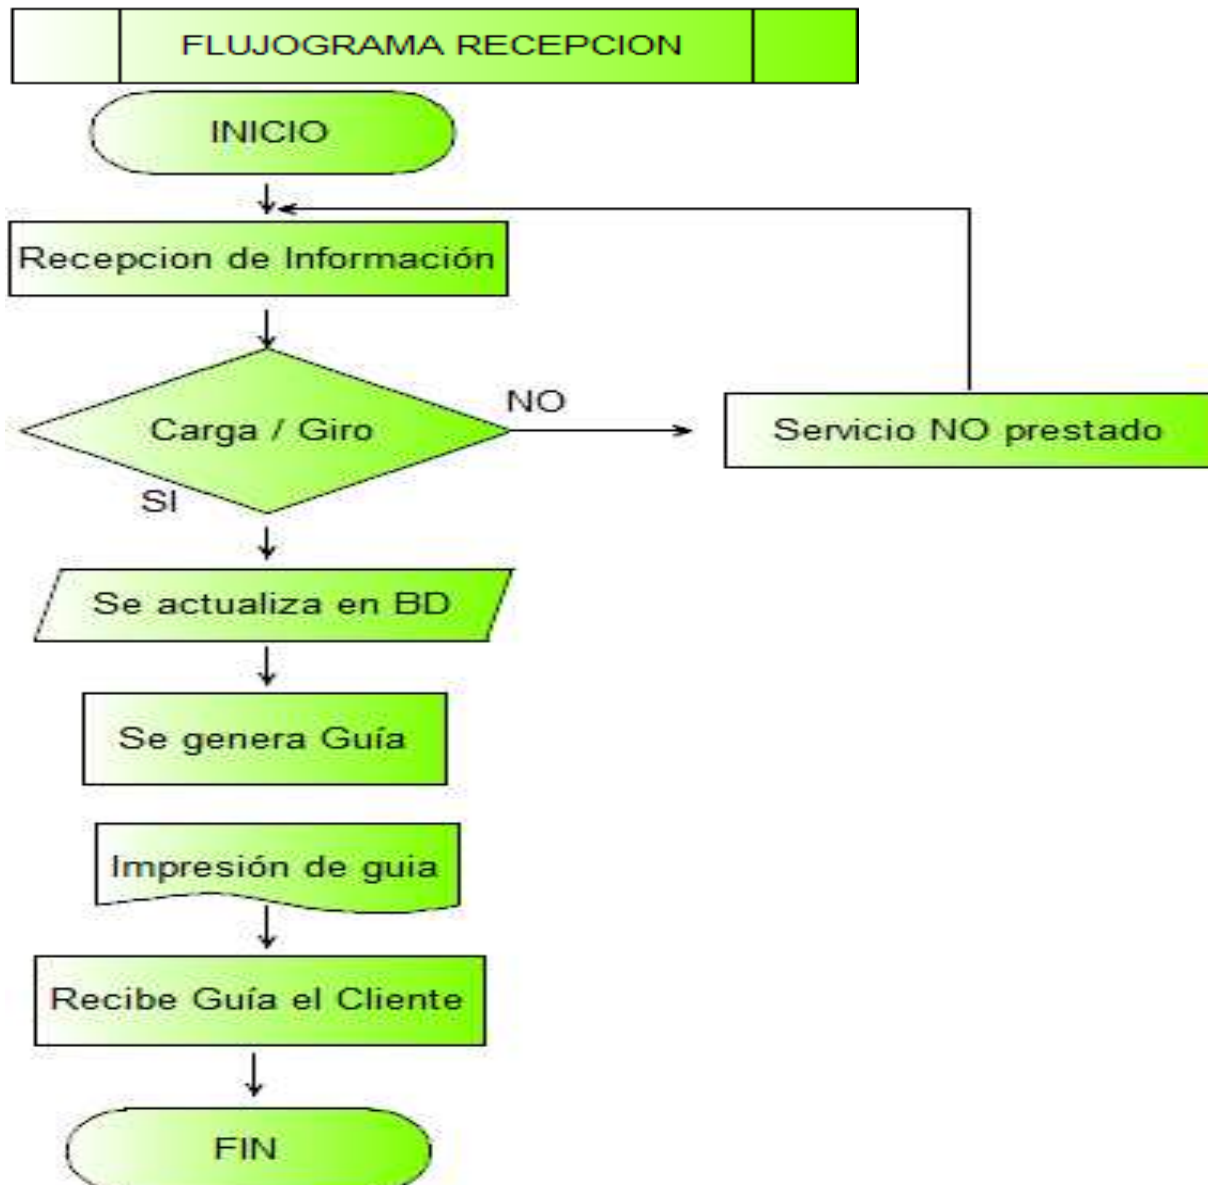 FLUJOGRAMA RECEPCION
INICIO
Recepcion de Información
Carga / Giro
NO
Servicio NO prestado
SI
Se actualiza en BD
Se genera Guía
Impresión de guia
Recibe Guía el Cliente
FIN